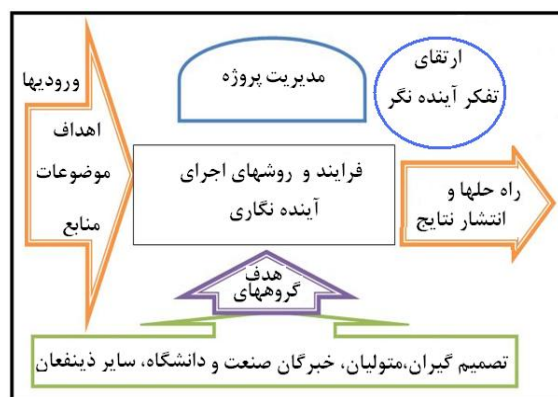 ورودیها
اهداف
موضوعات
منابع
مدیریت پروژه
ارتقای
تفکر آینده نگر
فرایند و روشهای اجرای
آینده نگاری
راه حلها و
انتشار نتایج
هدف
گروههای
تصمیم گیران،متولیان، خبرگان صنعت و دانشگاه، سایر ذینفعان